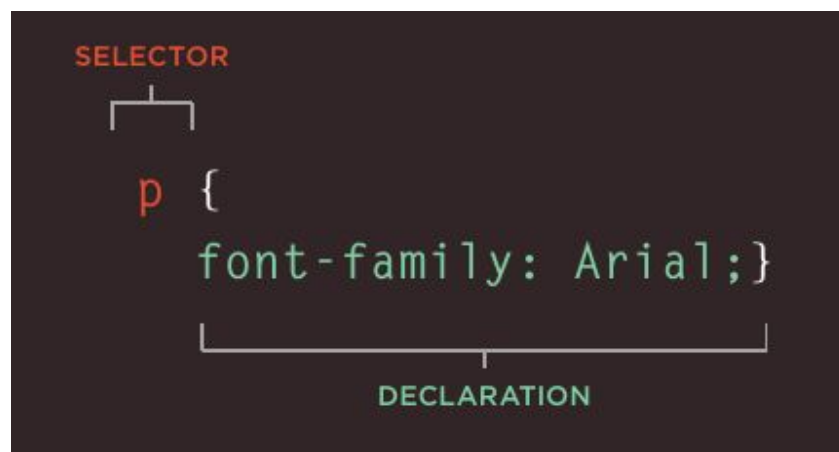 SELECTOR
p {
font-family: Arial;}
DECLARATION